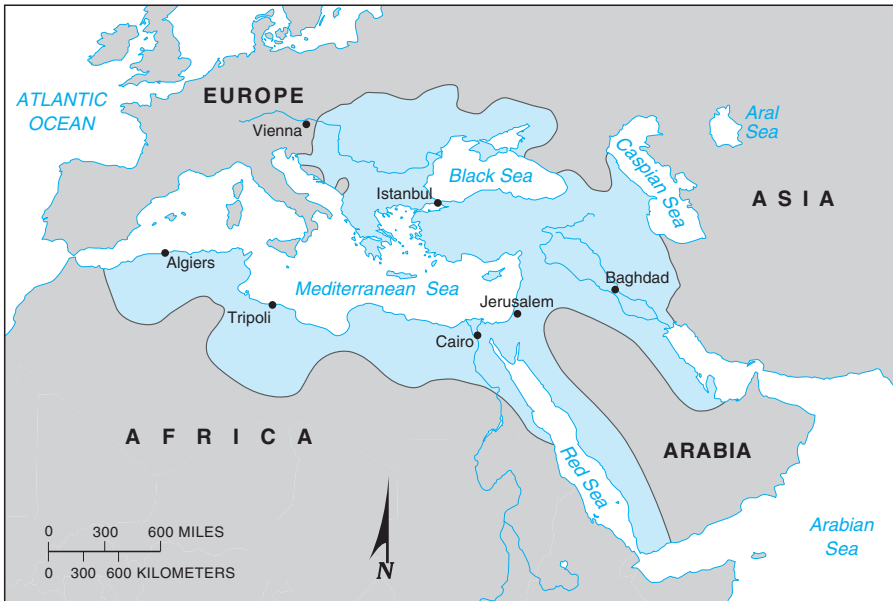 ATLANTIC
OCEAN
EUROPE
Vienna
Aral
Sea
Caspian Sea
Black Sea
Istanbul
ASIA
Algiers
Mediterranean Sea
Baghdad
Jerusalem
Tripoli
Cairo
AFRICA
ARABIA
Red Sea
Arabian
Sea
0 300 600 MILES
0 300 600 KILOMETERS
N